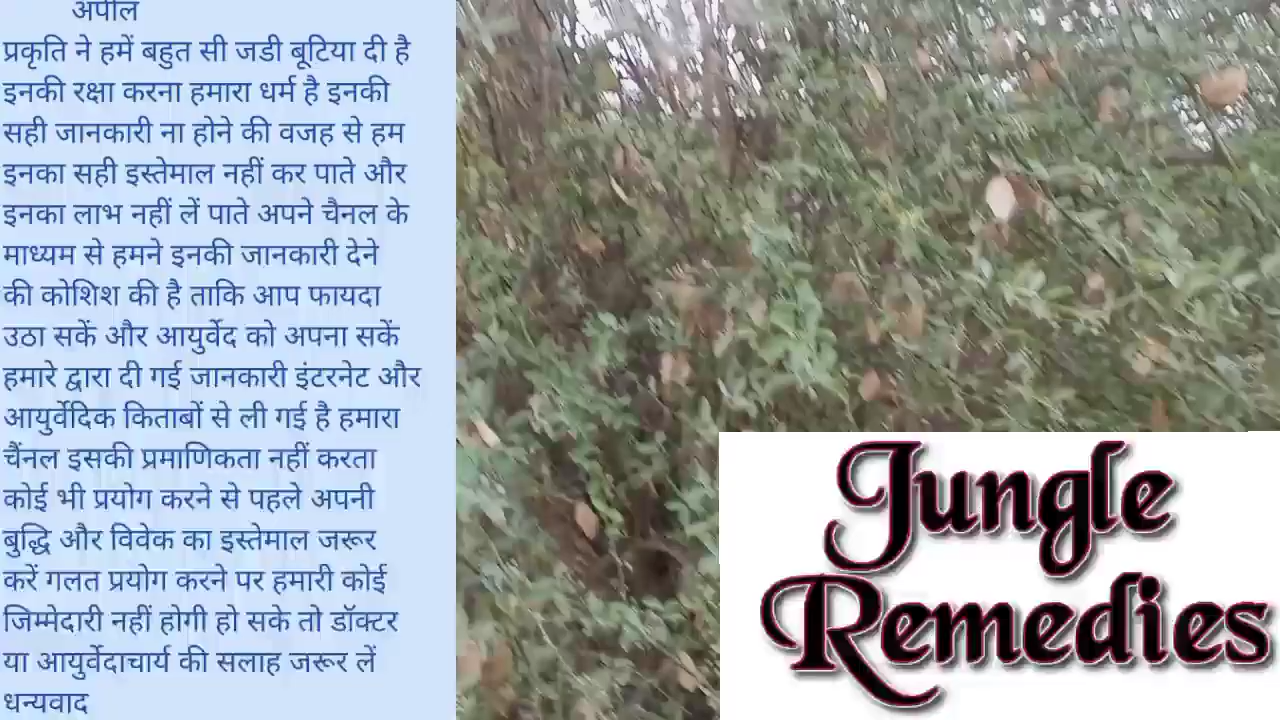 अपील
प्रकृति ने हमें बहुत सी जडी बूटिया दी है
इनकी रक्षा करना हमारा धर्म है इनकी
सही जानकारी ना होने की वजह से हम
इनका सही इस्तेमाल नहीं कर पाते और
इनका लाभ नहीं लें पाते अपने चैनल के
माध्यम से हमने इनकी जानकारी देने
की कोशिश की है ताकि आप फायदा
उठा सकें और आयुर्वेद को अपना सकें
हमारे द्वारा दी गई जानकारी इंटरनेट और
आयुर्वेदिक किताबों से ली गई है हमारा
चैंनल इसकी प्रमाणिकता नहीं करता
कोई भी प्रयोग करने से पहले अपनी
बुद्धि और विवेक का इस्तेमाल जरूर
करें गलत प्रयोग करने पर हमारी कोई
जिम्मेदारी नहीं होगी हो सके तो डॉक्टर
या आयुर्वेदाचार्य की सलाह जरूर लें
धन्यवाद
Jungle
Remedies